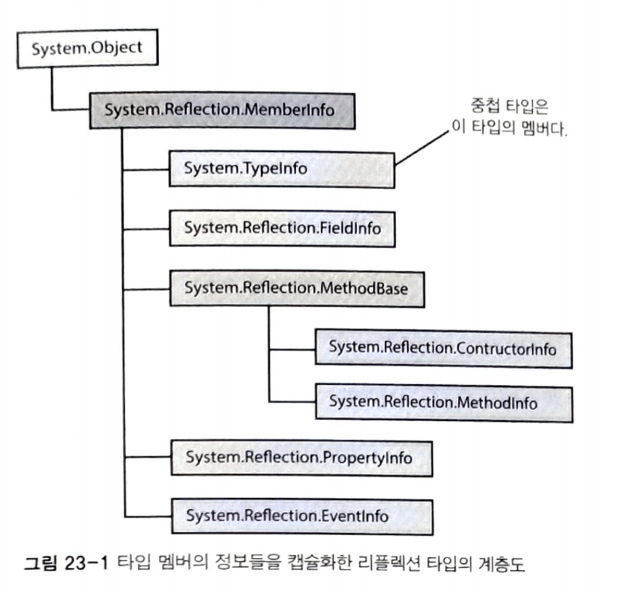 System.Object
System.Reflection.MemberInfo
중첩 타입은
이 타입의 멤버다.
System.TypeInfo
System.Reflection.FieldInfo
System.Reflection.MethodBase
System.Reflection.ContructorInfo
System.Reflection.MethodInfo
System.Reflection.PropertyInfo
System.Reflection.EventInfo
그림 23-1 타입 멤버의 정보들을 캡슐화한 리플렉션 타입의 계층도